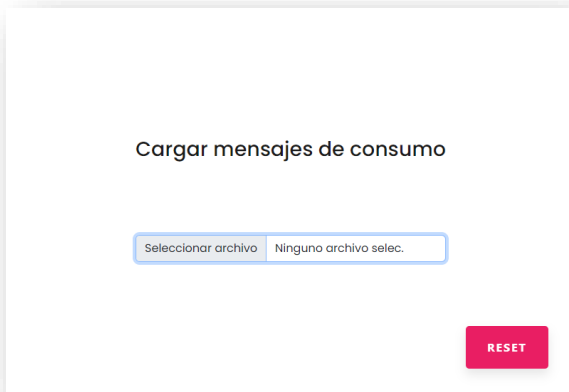 Cargar mensajes de consumo
Seleccionar archivo Ninguno archivo selec.
RESET